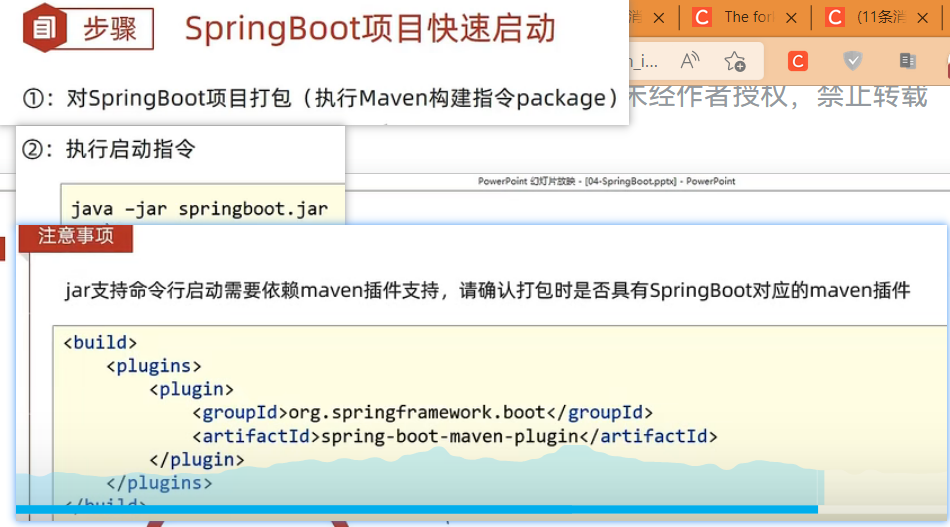 步骤
SpringBoot项目快速启动
消
C The for
C (11条消
n_i...
①：对SpringBoot项目打包（执行Maven构建指令package）
未经作者授权，禁止转载
②：执行启动指令
PowerPoint 幻灯片放映 - [04-SpringBoot.pptx] - PowerPoint
java –jar springboot.jar
注意事项
jar支持命令行启动需要依赖maven插件支持，请确认打包时是否具有SpringBoot对应的maven插件
<build>
<plugins>
<plugin>
<groupId>org.springframework.boot</groupId>
<artifactId>spring-boot-maven-plugin</artifactId>
</plugin>
</plugins>
</build>